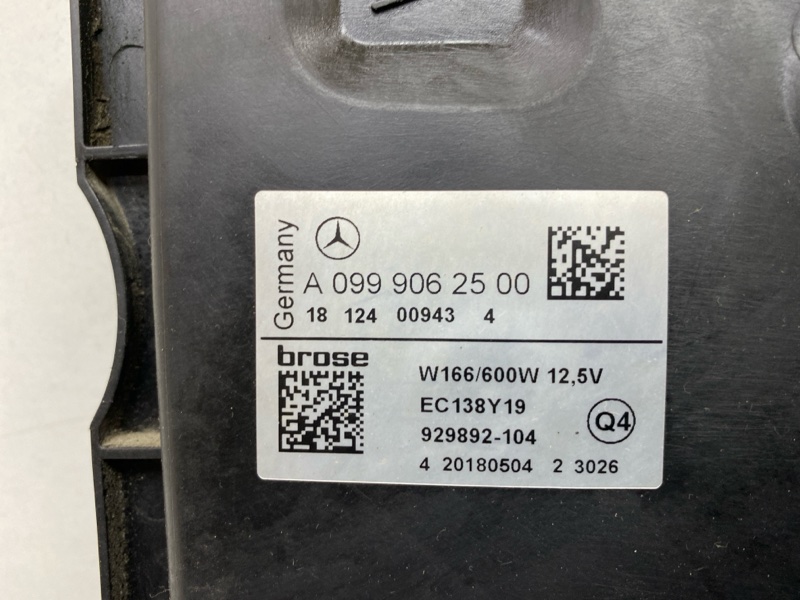 Germany
A 099 906 25 00
18 124 00943 4
brose
W166/600W 12,5V
EC138Y19
929892-104
Q4
4 20180504 2 3026